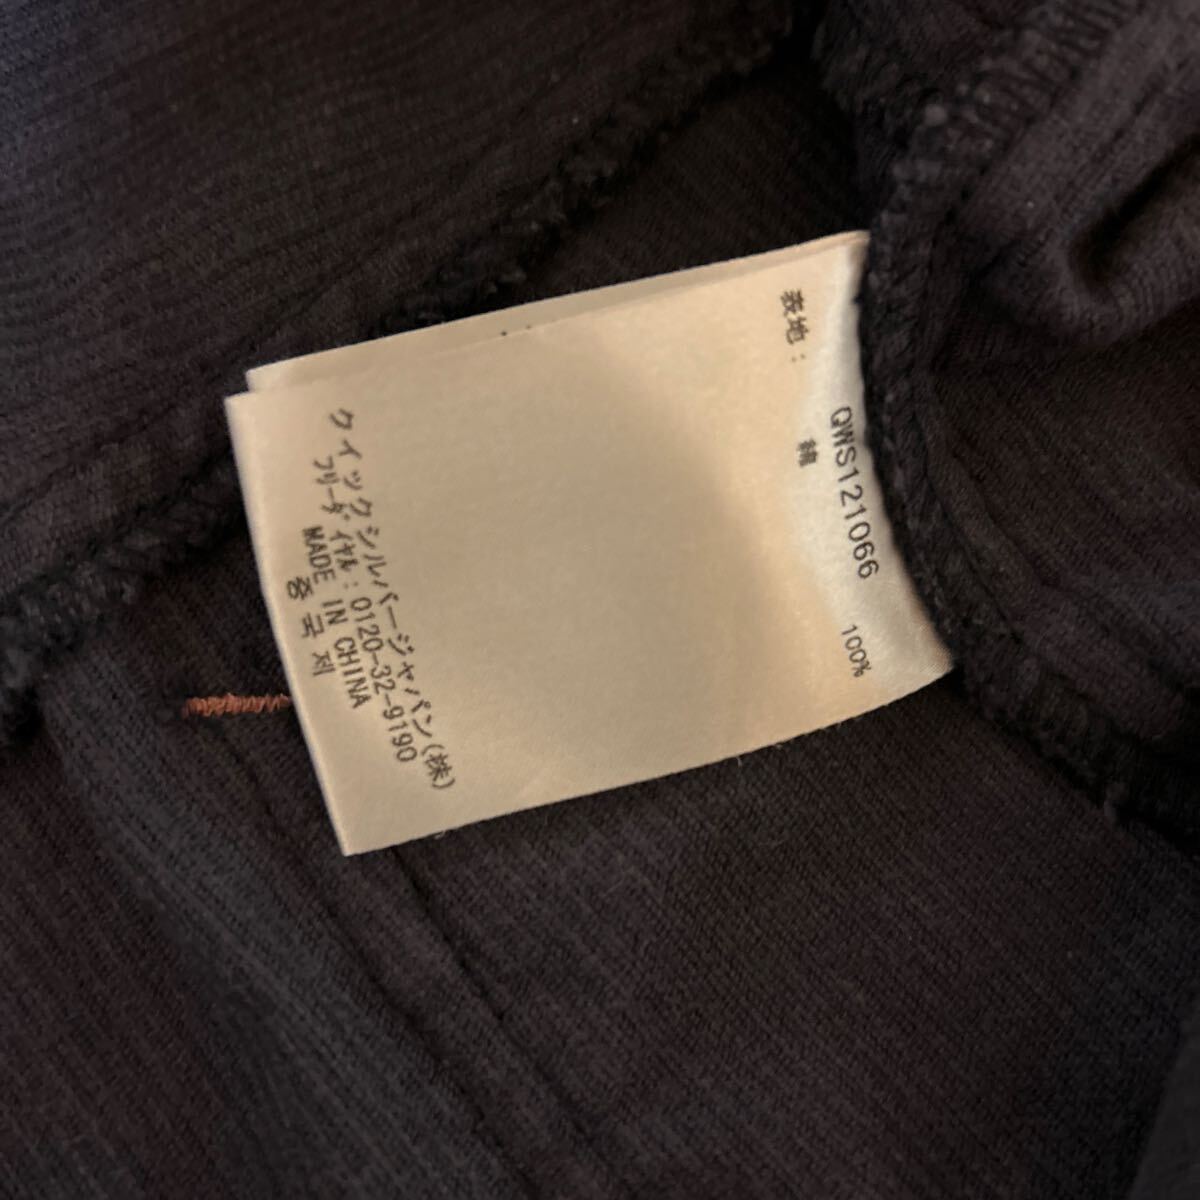 QWS121066
表地：
綿 100%
クイックシルバージャパン(株)
フリーダイヤル：0120-32-9190
MADE IN CHINA
중국제